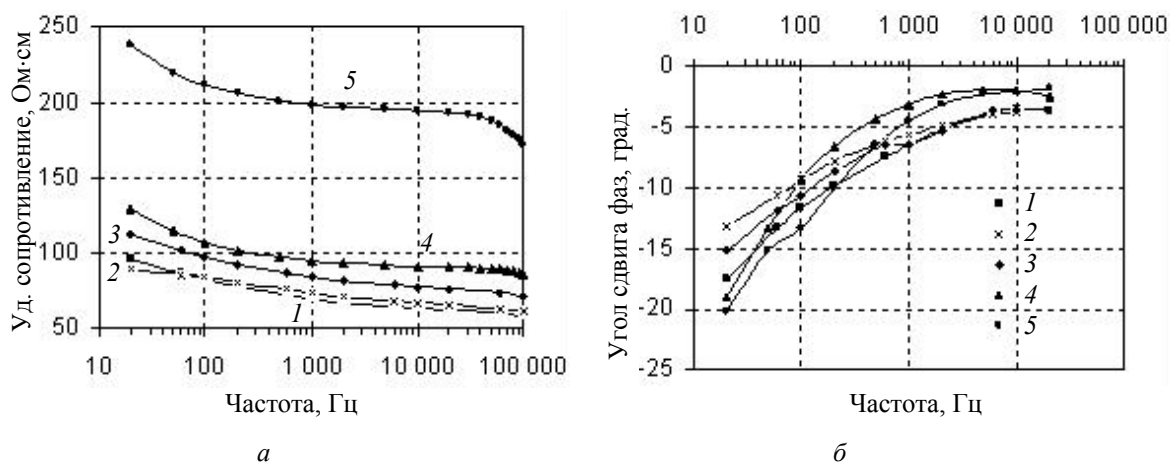 250
200
150
100
50
Уд. сопротивление, Ом·см
5
4
3
2
1
10 100 1 000 10 000 100 000
Частота, Гц
а
10 100 1 000 10 000 100 000
0
-5
-10
-15
-20
-25
Угол сдвига фаз, град.
1
2
3
4
5
Частота, Гц
б